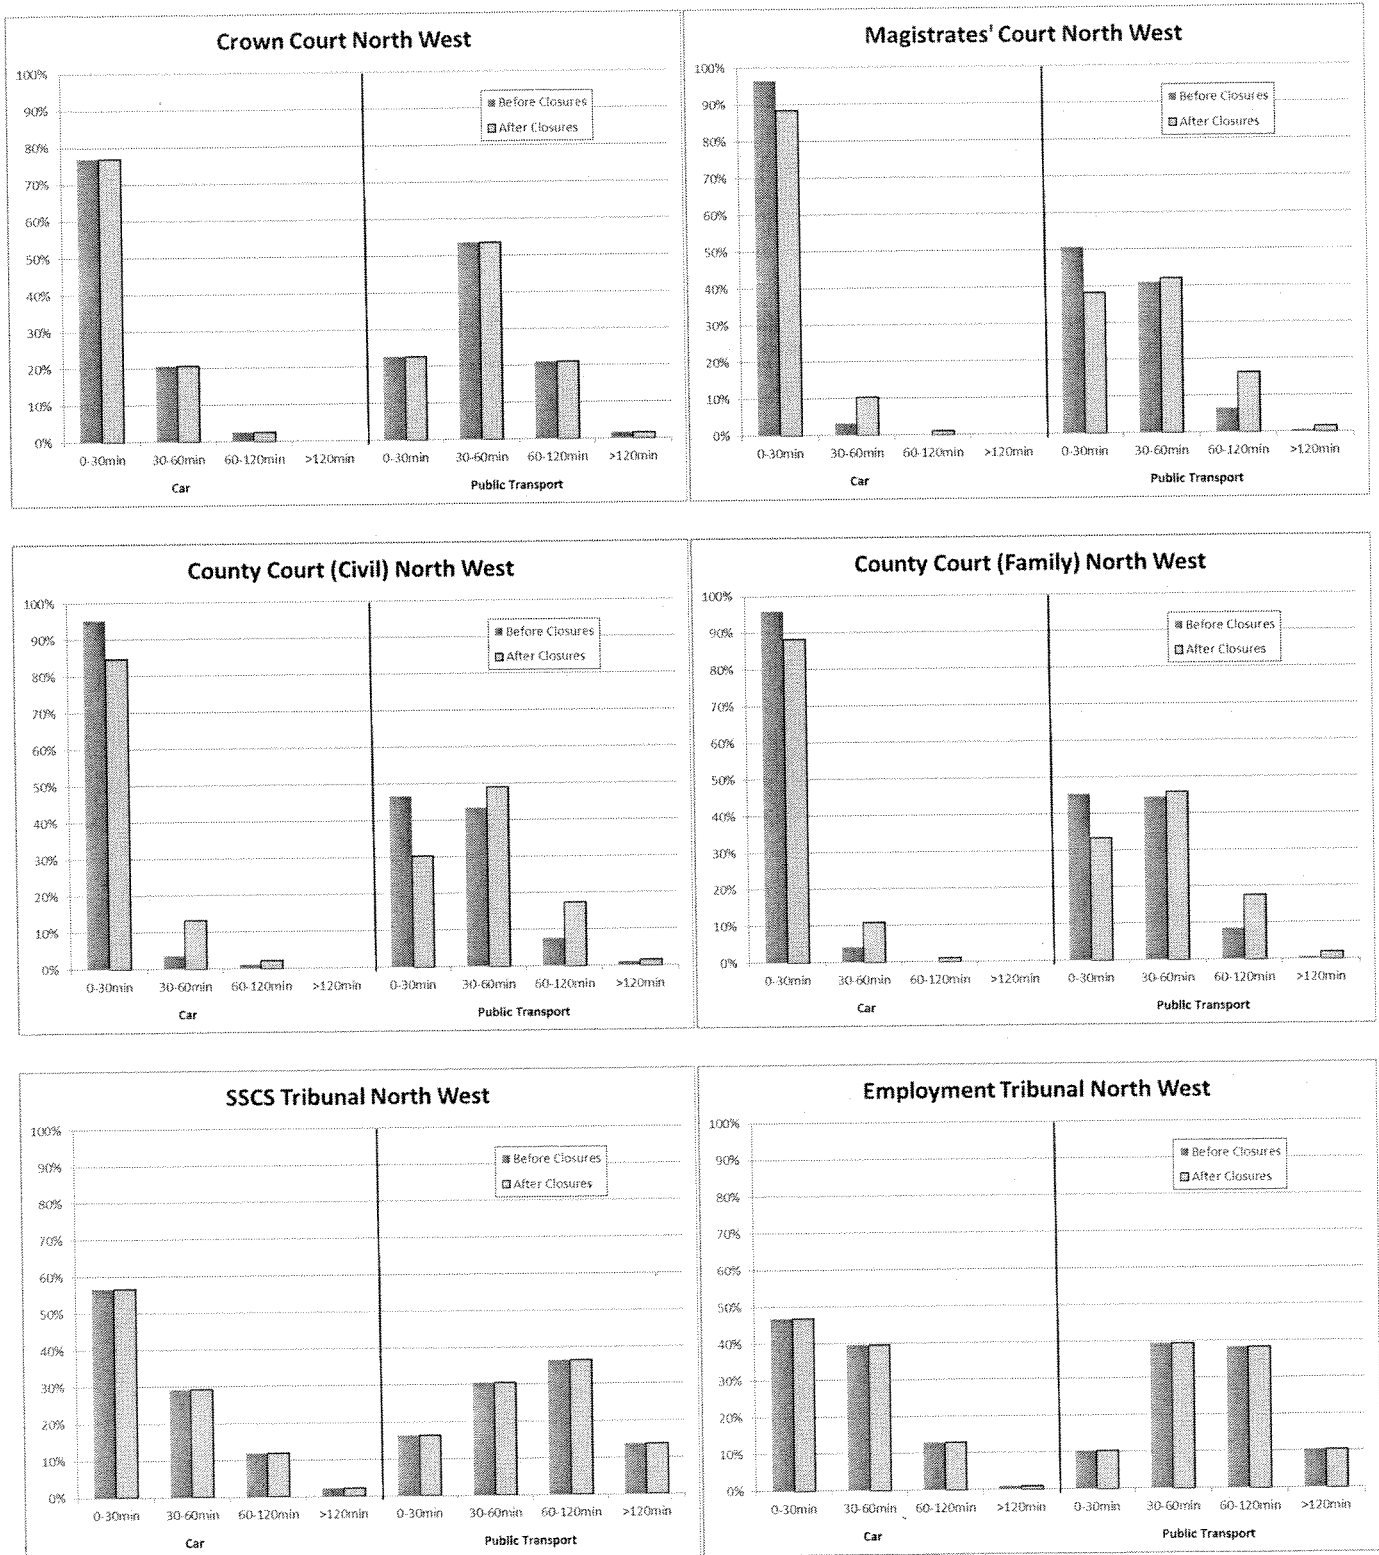 Crown Court North West
100%
90%
80%
70%
60%
50%
40%
30%
20%
10%
0%
Before Closures
After Closures
0-30min 30-60min 60-120min >120min 0-30min 30-60min 60-120min >120min
Car Public Transport
Magistrates' Court North West
100%
90%
80%
70%
60%
50%
40%
30%
20%
10%
0%
Before Closures
After Closures
0-30min 30-60min 60-120min >120min 0-30min 30-60min 60-120min >120min
Car Public Transport
County Court (Civil) North West
100%
90%
80%
70%
60%
50%
40%
30%
20%
10%
0%
Before Closures
After Closures
0-30min 30-60min 60-120min >120min 0-30min 30-60min 60-120min >120min
Car Public Transport
County Court (Family) North West
100%
90%
80%
70%
60%
50%
40%
30%
20%
10%
0%
Before Closures
After Closures
0-30min 30-60min 60-120min >120min 0-30min 30-60min 60-120min >120min
Car Public Transport
SSCS Tribunal North West
100%
90%
80%
70%
60%
50%
40%
30%
20%
10%
0%
Before Closures
After Closures
0-30min 30-60min 60-120min >120min 0-30min 30-60min 60-120min >120min
Car Public Transport
Employment Tribunal North West
100%
90%
80%
70%
60%
50%
40%
30%
20%
10%
0%
Before Closures
After Closures
0-30min 30-60min 60-120min >120min 0-30min 30-60min 60-120min >120min
Car Public Transport